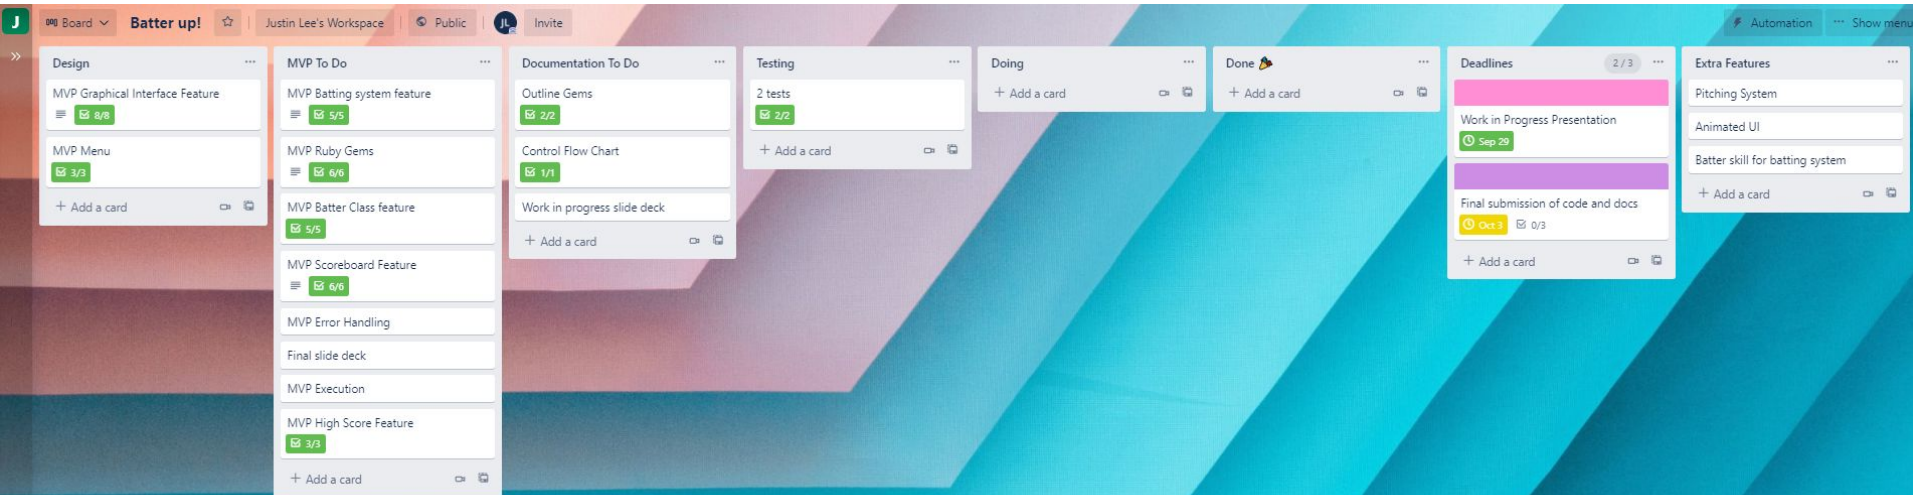 J
Board
Batter up!
Justin Lee's Workspace
Public
JL
Invite
Automation
Show menu
Design
MVP Graphical Interface Feature
8/8
MVP Menu
3/3
+ Add a card
MVP To Do
MVP Batting system feature
5/5
MVP Ruby Gems
6/6
MVP Batter Class feature
5/5
MVP Scoreboard Feature
6/6
MVP Error Handling
Final slide deck
MVP Execution
MVP High Score Feature
3/3
+ Add a card
Documentation To Do
Outline Gems
2/2
Control Flow Chart
1/1
Work in progress slide deck
+ Add a card
Testing
2 tests
2/2
+ Add a card
Doing
+ Add a card
Done 🎉
+ Add a card
Deadlines
2 / 3
Work in Progress Presentation
Sep 29
Final submission of code and docs
Oct 3 0/3
+ Add a card
Extra Features
Pitching System
Animated UI
Batter skill for batting system
+ Add a card